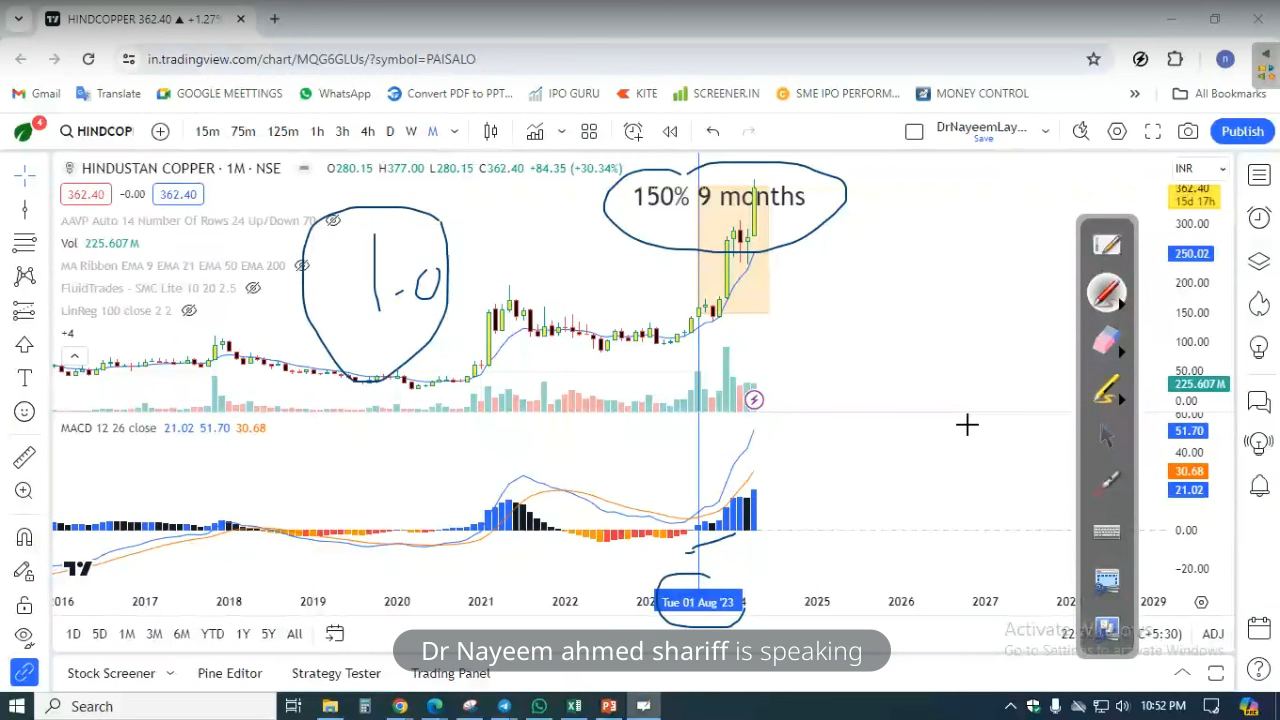 HINDCOPPER 362.40 ▲ +1.27%
in.tradingview.com/chart/MQG6GLUs/?symbol=PAISALO
n
Gmail Translate GOOGLE MEETTINGS WhatsApp Convert PDF to PPT... IPO GURU KITE SCREENER.IN SME IPO PERFORM... MONEY CONTROL » All Bookmarks
4 HINDCOP 15m 75m 125m 1h 3h 4h D W M DrNayeemLay... Save Publish
HINDUSTAN COPPER · 1M · NSE O280.15 H377.00 L280.15 C362.40 +84.35 (+30.34%) INR
362.40 -0.00 362.40
150% 9 months
362.40
15d 17h
AAVP Auto 14 Number Of Rows 24 Up/Down 70
Vol 225.607M
MA Ribbon EMA 9 EMA 21 EMA 50 EMA 200
FluidTrades - SMC Lite 10 20 2.5
LinReg 100 close 2 2
+4
1.0
300.00
250.02
200.00
150.00
100.00
50.00
225.607M
0.00
MACD 12 26 close 21.02 51.70 30.68
60.00
51.70
40.00
30.68
21.02
0.00
-20.00
2016 2017 2018 2019 2020 2021 2022 Tue 01 Aug '23 2025 2026 2027 2029
1D 5D 1M 3M 6M YTD 1Y 5Y All (UTC+5:30) ADJ
Activate Windows
Go to Settings to activate Windows
Dr Nayeem ahmed shariff is speaking
Stock Screener Pine Editor Strategy Tester Trading Panel
Search 10:52 PM